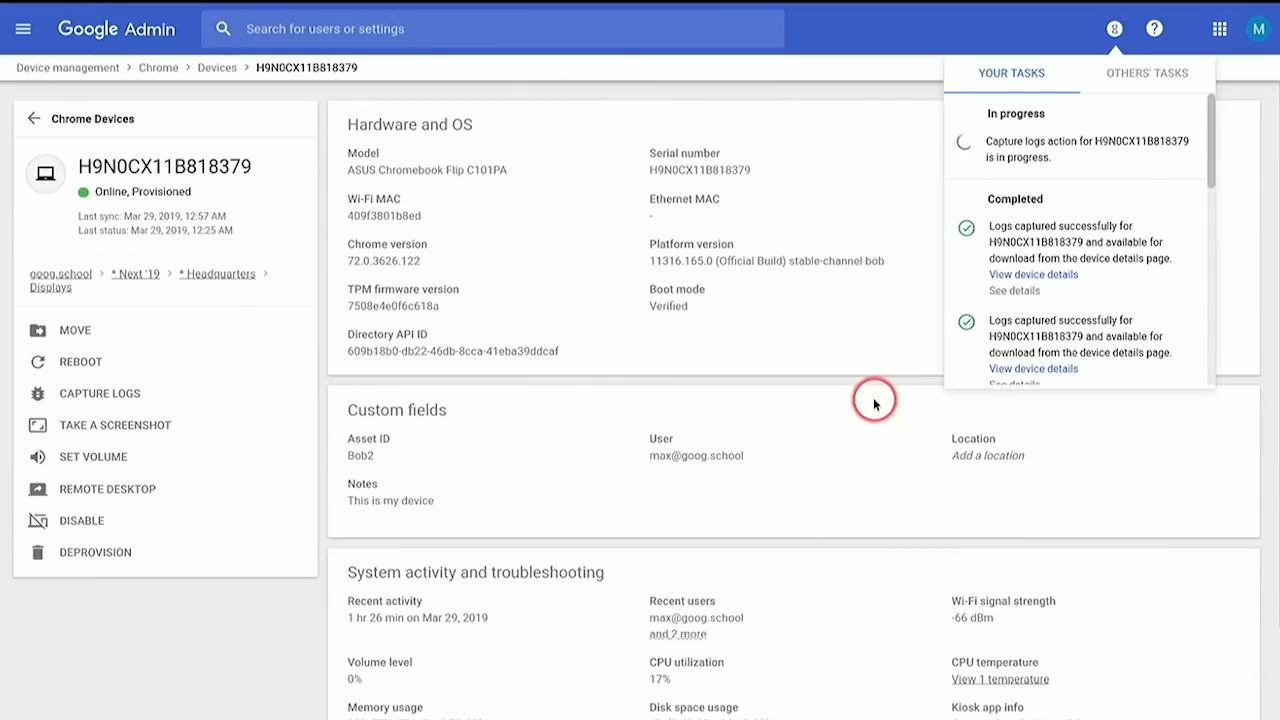 Google Admin
Search for users or settings
8
?
M
Device management > Chrome > Devices > H9N0CX11B818379
YOUR TASKS
OTHERS' TASKS
In progress
Capture logs action for H9N0CX11B818379
is in progress.
Completed
Logs captured successfully for
H9N0CX11B818379 and available for
download from the device details page.
View device details
See details
Logs captured successfully for
H9N0CX11B818379 and available for
download from the device details page.
View device details
See details
Chrome Devices
H9N0CX11B818379
Online, Provisioned
Last sync: Mar 29, 2019, 12:57 AM
Last status: Mar 29, 2019, 12:25 AM
goog.school > * Next '19 > * Headquarters >
Displays
MOVE
REBOOT
CAPTURE LOGS
TAKE A SCREENSHOT
SET VOLUME
REMOTE DESKTOP
DISABLE
DEPROVISION
Hardware and OS
Model
ASUS Chromebook Flip C101PA
Serial number
H9N0CX11B818379
Wi-Fi MAC
409f3801b8ed
Ethernet MAC
-
Chrome version
72.0.3626.122
Platform version
11316.165.0 (Official Build) stable-channel bob
TPM firmware version
7508e4e0f6c618a
Boot mode
Verified
Directory API ID
609b18b0-db22-46db-8cca-41eba39ddcaf
Custom fields
Asset ID
Bob2
User
max@goog.school
Location
Add a location
Notes
This is my device
System activity and troubleshooting
Recent activity
1 hr 26 min on Mar 29, 2019
Recent users
max@goog.school
and 2 more
Wi-Fi signal strength
-66 dBm
Volume level
0%
CPU utilization
17%
CPU temperature
View 1 temperature
Memory usage
Disk space usage
Kiosk app info